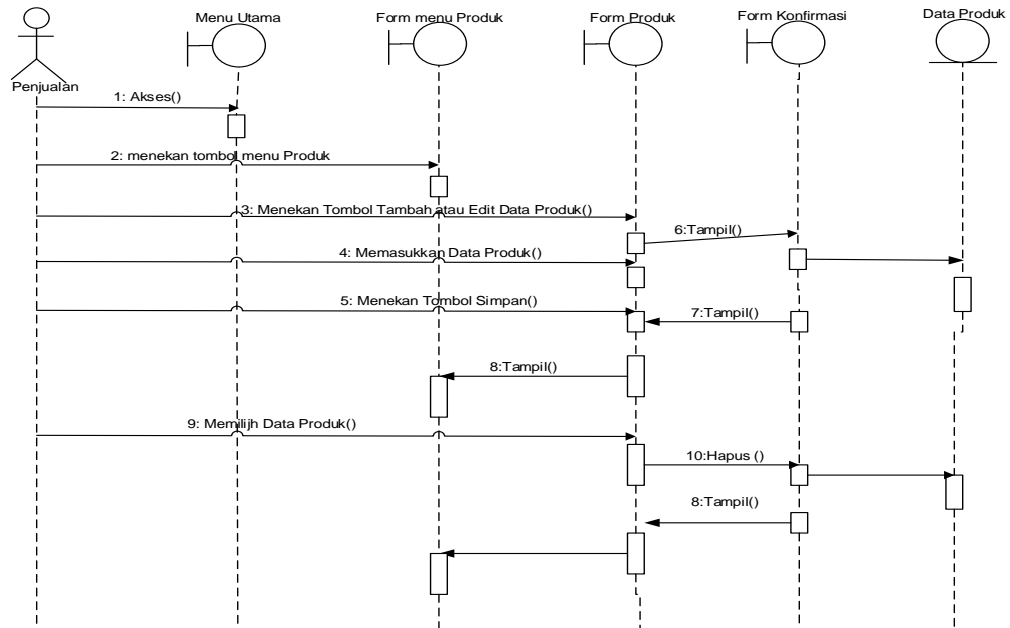 Menu Utama
Form menu Produk
Form Produk
Form Konfirmasi
Data Produk
Penjualan
1: Akses()
2: menekan tombol menu Produk
3: Menekan Tombol Tambah atau Edit Data Produk()
6:Tampil()
4: Memasukkan Data Produk()
5: Menekan Tombol Simpan()
7:Tampil()
8:Tampil()
9: Memilijh Data Produk()
10:Hapus ()
8:Tampil()